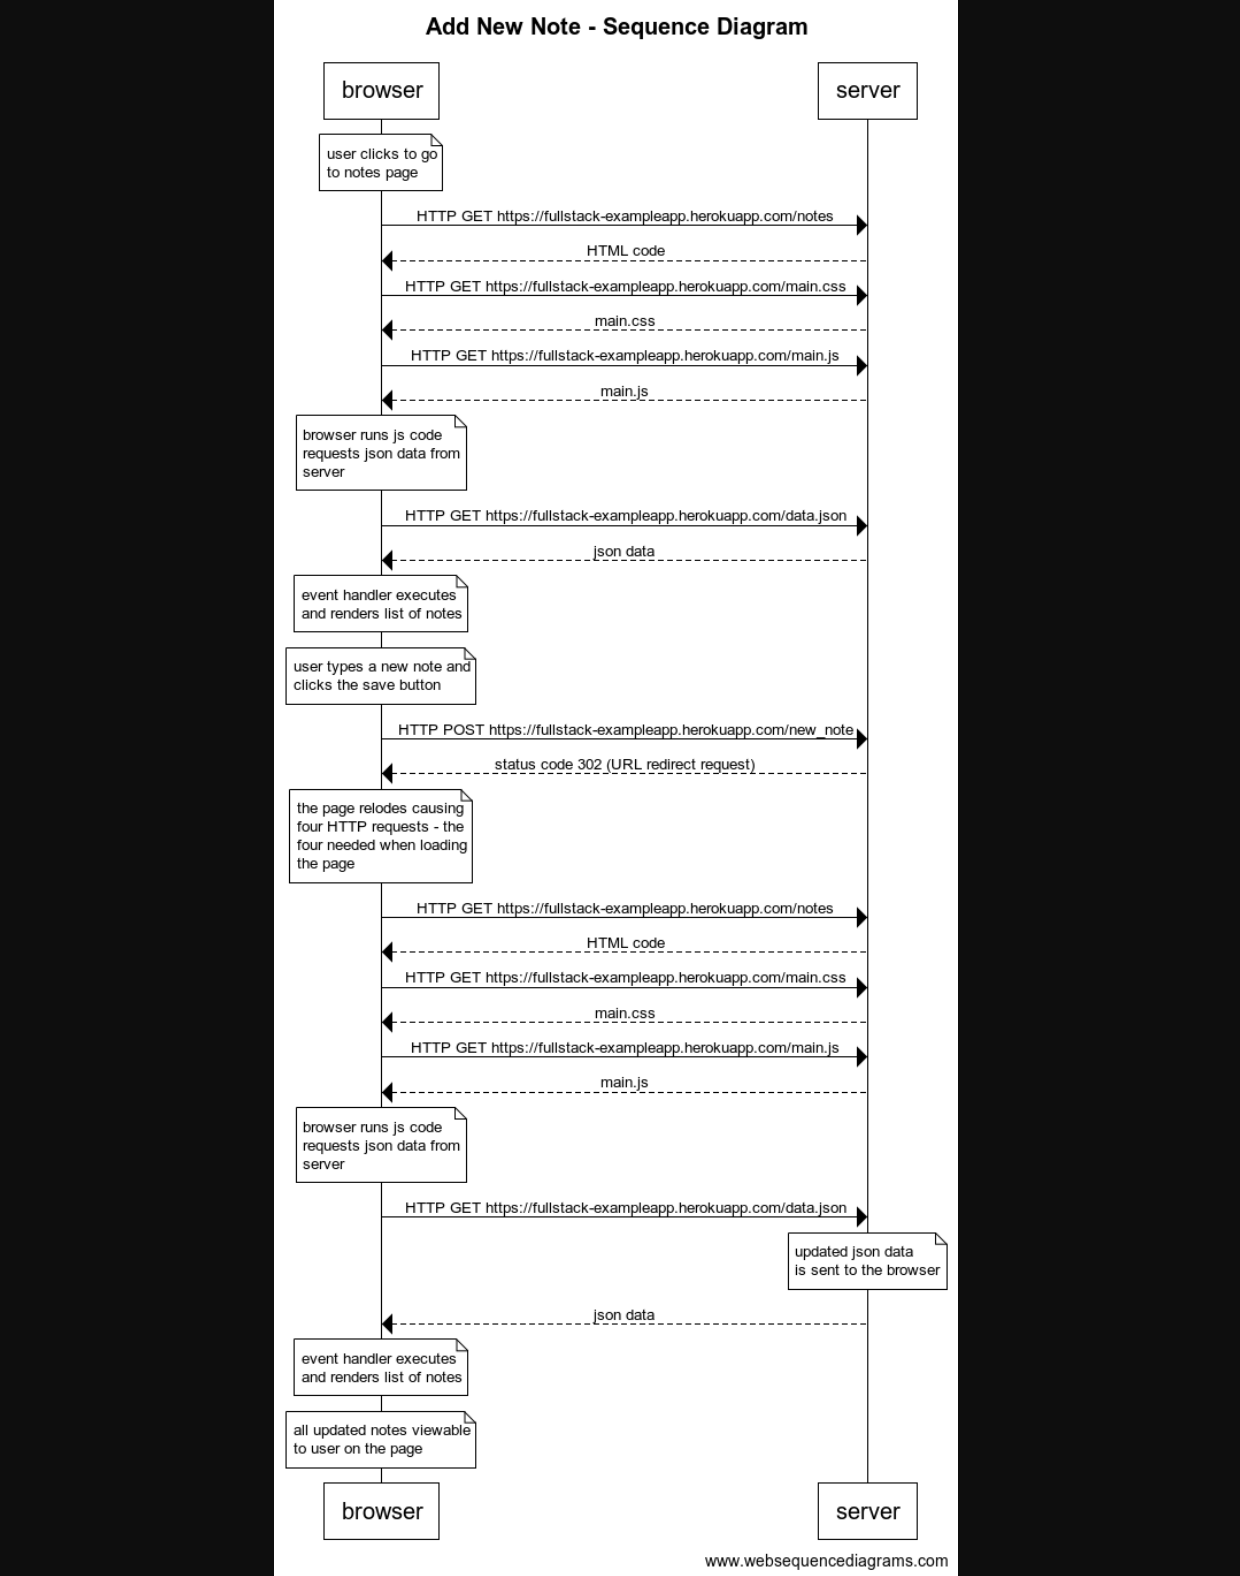 Add New Note - Sequence Diagram
browser
server
user clicks to go
to notes page
HTTP GET https://fullstack-exampleapp.herokuapp.com/notes
HTML code
HTTP GET https://fullstack-exampleapp.herokuapp.com/main.css
main.css
HTTP GET https://fullstack-exampleapp.herokuapp.com/main.js
main.js
browser runs js code
requests json data from
server
HTTP GET https://fullstack-exampleapp.herokuapp.com/data.json
json data
event handler executes
and renders list of notes
user types a new note and
clicks the save button
HTTP POST https://fullstack-exampleapp.herokuapp.com/new_note
status code 302 (URL redirect request)
the page relodes causing
four HTTP requests - the
four needed when loading
the page
HTTP GET https://fullstack-exampleapp.herokuapp.com/notes
HTML code
HTTP GET https://fullstack-exampleapp.herokuapp.com/main.css
main.css
HTTP GET https://fullstack-exampleapp.herokuapp.com/main.js
main.js
browser runs js code
requests json data from
server
HTTP GET https://fullstack-exampleapp.herokuapp.com/data.json
updated json data
is sent to the browser
json data
event handler executes
and renders list of notes
all updated notes viewable
to user on the page
browser
server
www.websequencediagrams.com